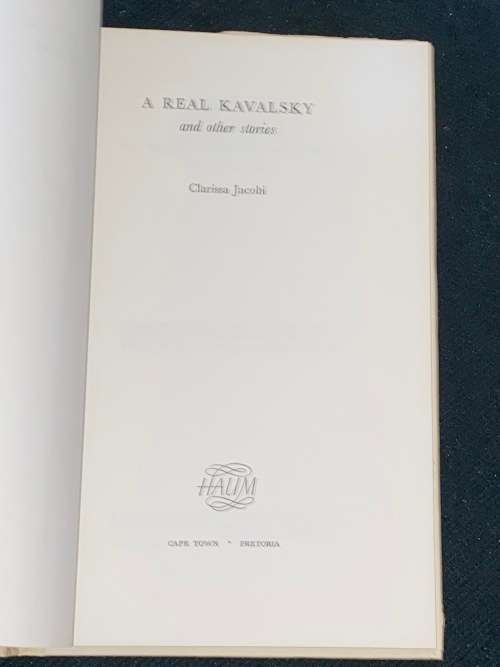 A REAL KAVALSKY
and other stories
Clarissa Jacobi
HAUM
CAPE TOWN · PRETORIA